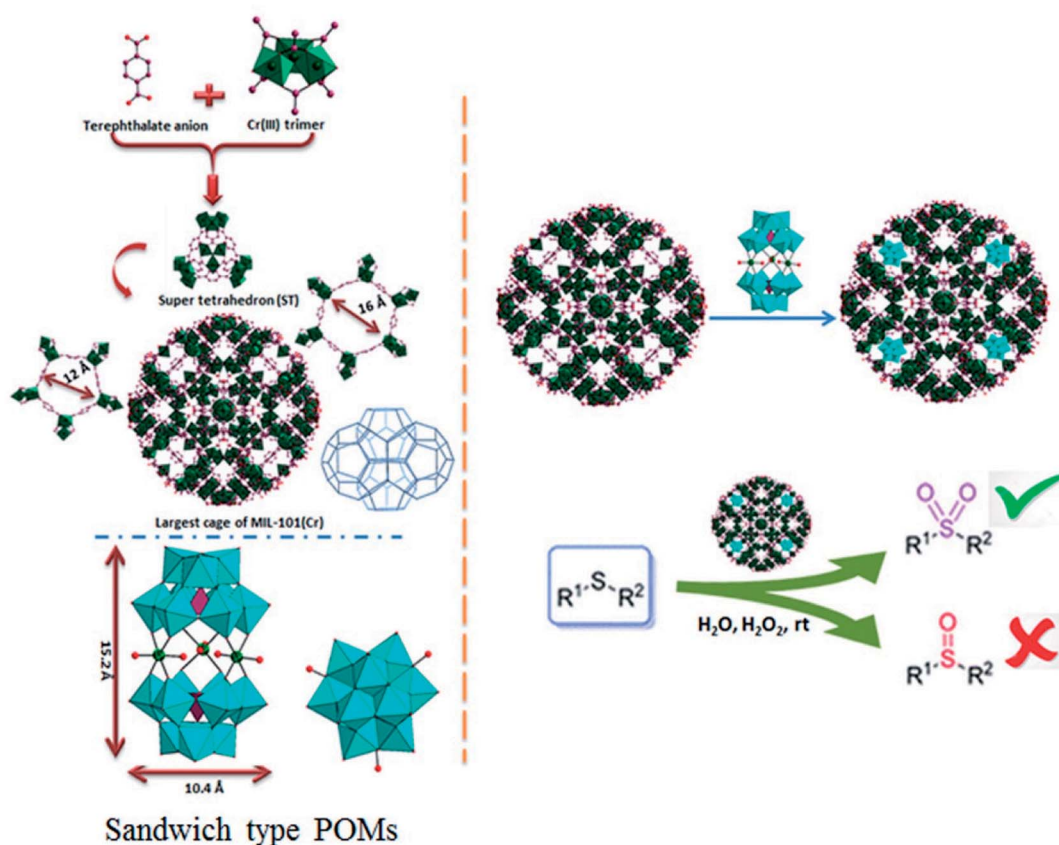 Terephthalate anion
Cr(III) trimer
Super tetrahedron (ST)
16 Å
12 Å
Largest cage of MIL-101(Cr)
15.2 Å
10.4 Å
Sandwich type POMs
R¹ S R²
H₂O, H₂O₂, rt
O O
R¹ S R²
O
R¹ S R²